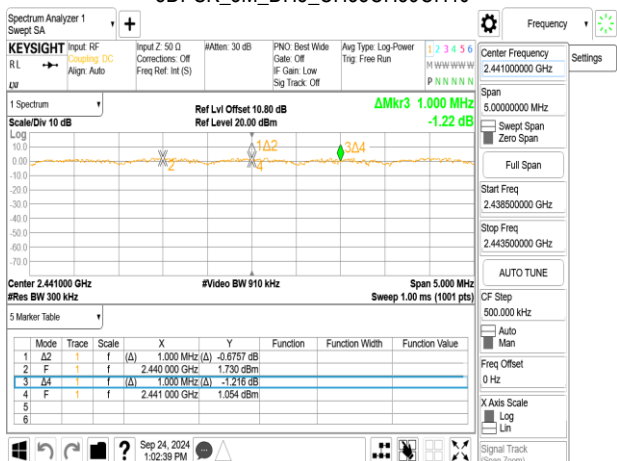 Spectrum Analyzer 1
Swept SA
+
Frequency
KEYSIGHT
RL
Input: RF
Coupling: DC
Align: Auto
Input Z: 50 Ω
Corrections: Off
Freq Ref: Int (S)
#Atten: 30 dB
PNO: Best Wide
Gate: Off
IF Gain: Low
Sig Track: Off
Avg Type: Log-Power
Trig: Free Run
1 2 3 4 5 6
M W W W W W
P N N N N N
Center Frequency
2.441000000 GHz
Settings
Span
5.00000000 MHz
Swept Span
Zero Span
Full Span
Start Freq
2.438500000 GHz
Stop Freq
2.443500000 GHz
AUTO TUNE
CF Step
500.000 kHz
Auto
Man
Freq Offset
0 Hz
X Axis Scale
Log
Lin
Signal Track
(Span Zoom)
1 Spectrum
Scale/Div 10 dB
Ref Lvl Offset 10.80 dB
Ref Level 20.00 dBm
ΔMkr3 1.000 MHz
-1.22 dB
Log
10.0
0.00
-10.0
-20.0
-30.0
-40.0
-50.0
-60.0
-70.0
2
1Δ2
4
3Δ4
Center 2.441000 GHz
#Res BW 300 kHz
#Video BW 910 kHz
Span 5.000 MHz
Sweep 1.00 ms (1001 pts)
5 Marker Table
Mode Trace Scale X Y Function Function Width Function Value
1 Δ2 1 f (Δ) 1.000 MHz (Δ) -0.6757 dB
2 F 1 f 2.440 000 GHz 1.730 dBm
3 Δ4 1 f (Δ) 1.000 MHz (Δ) -1.216 dB
4 F 1 f 2.441 000 GHz 1.054 dBm
5
6
?
Sep 24, 2024
1:02:39 PM